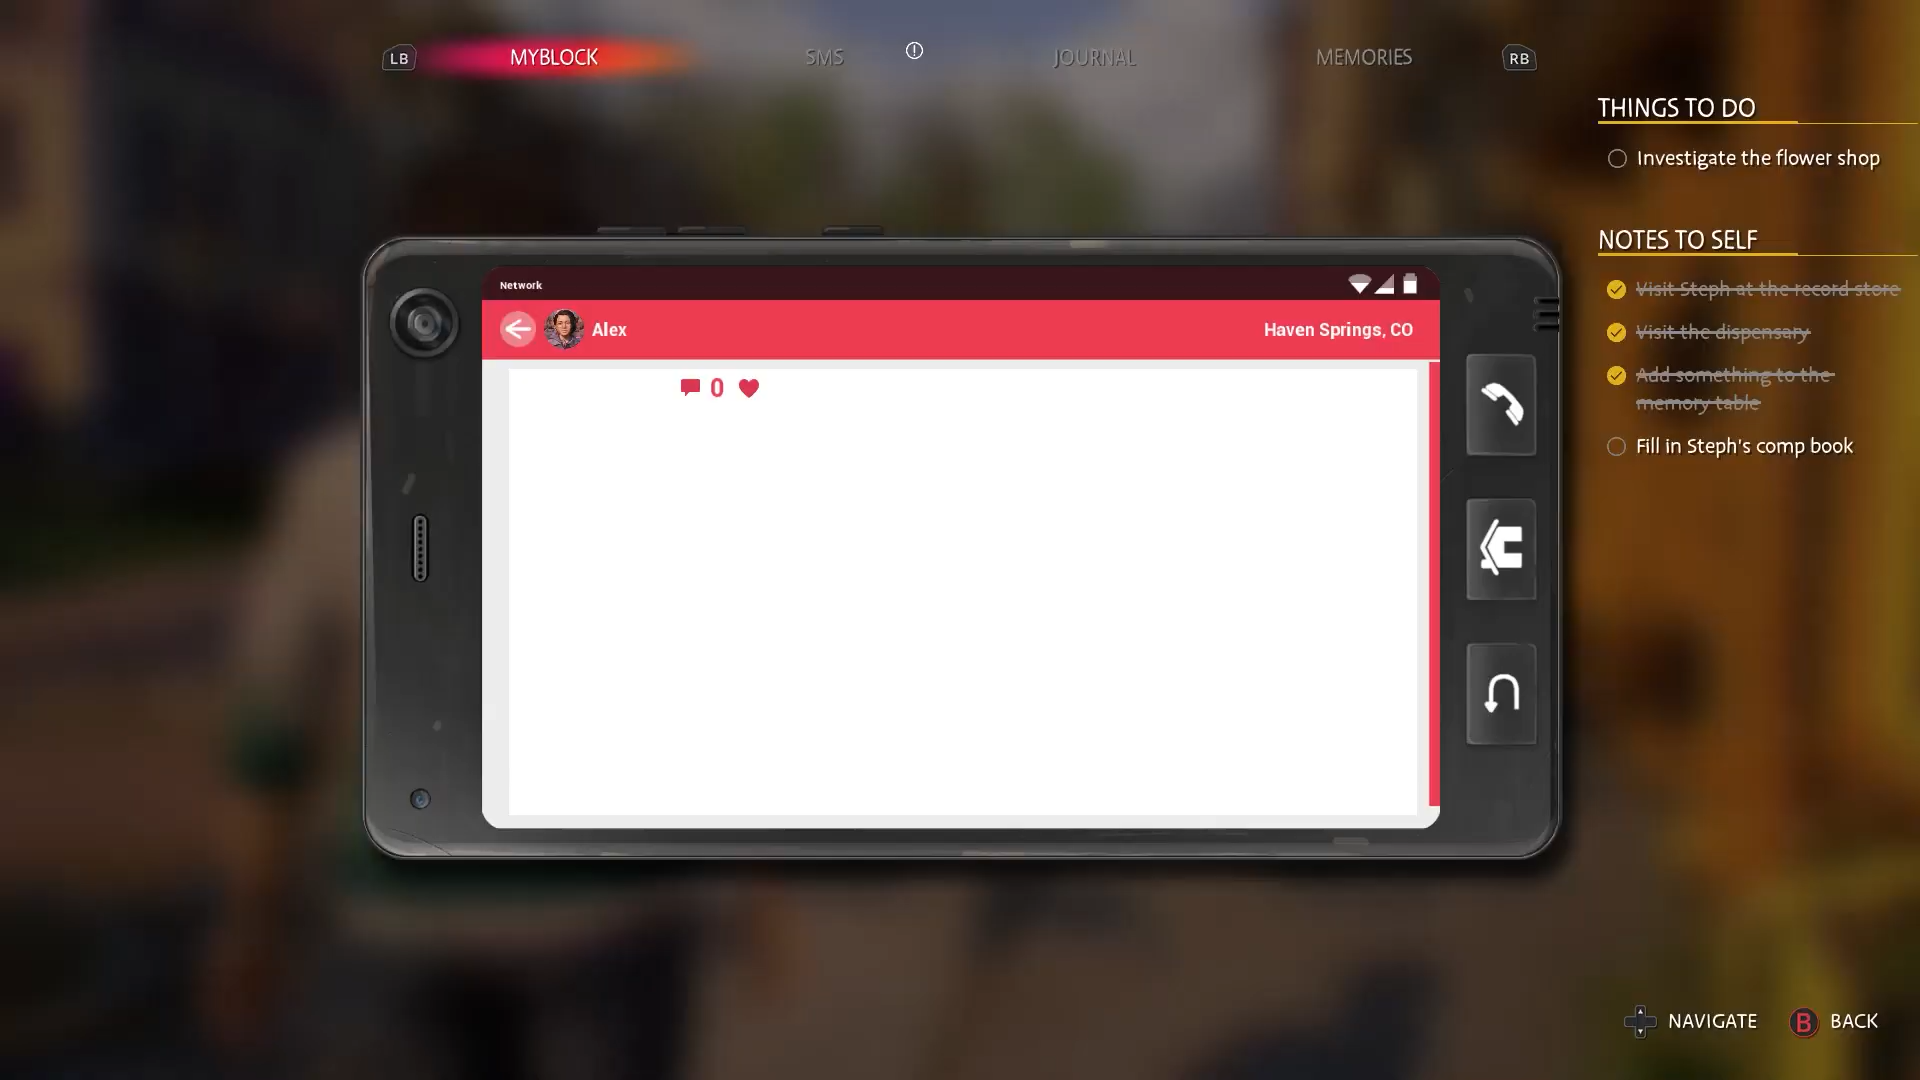 LB
MYBLOCK
SMS
JOURNAL
MEMORIES
RB
THINGS TO DO
Investigate the flower shop
NOTES TO SELF
Visit Steph at the record store
Visit the dispensary
Add something to the
memory table
Fill in Steph's comp book
Network
Alex
Haven Springs, CO
0
NAVIGATE
B BACK